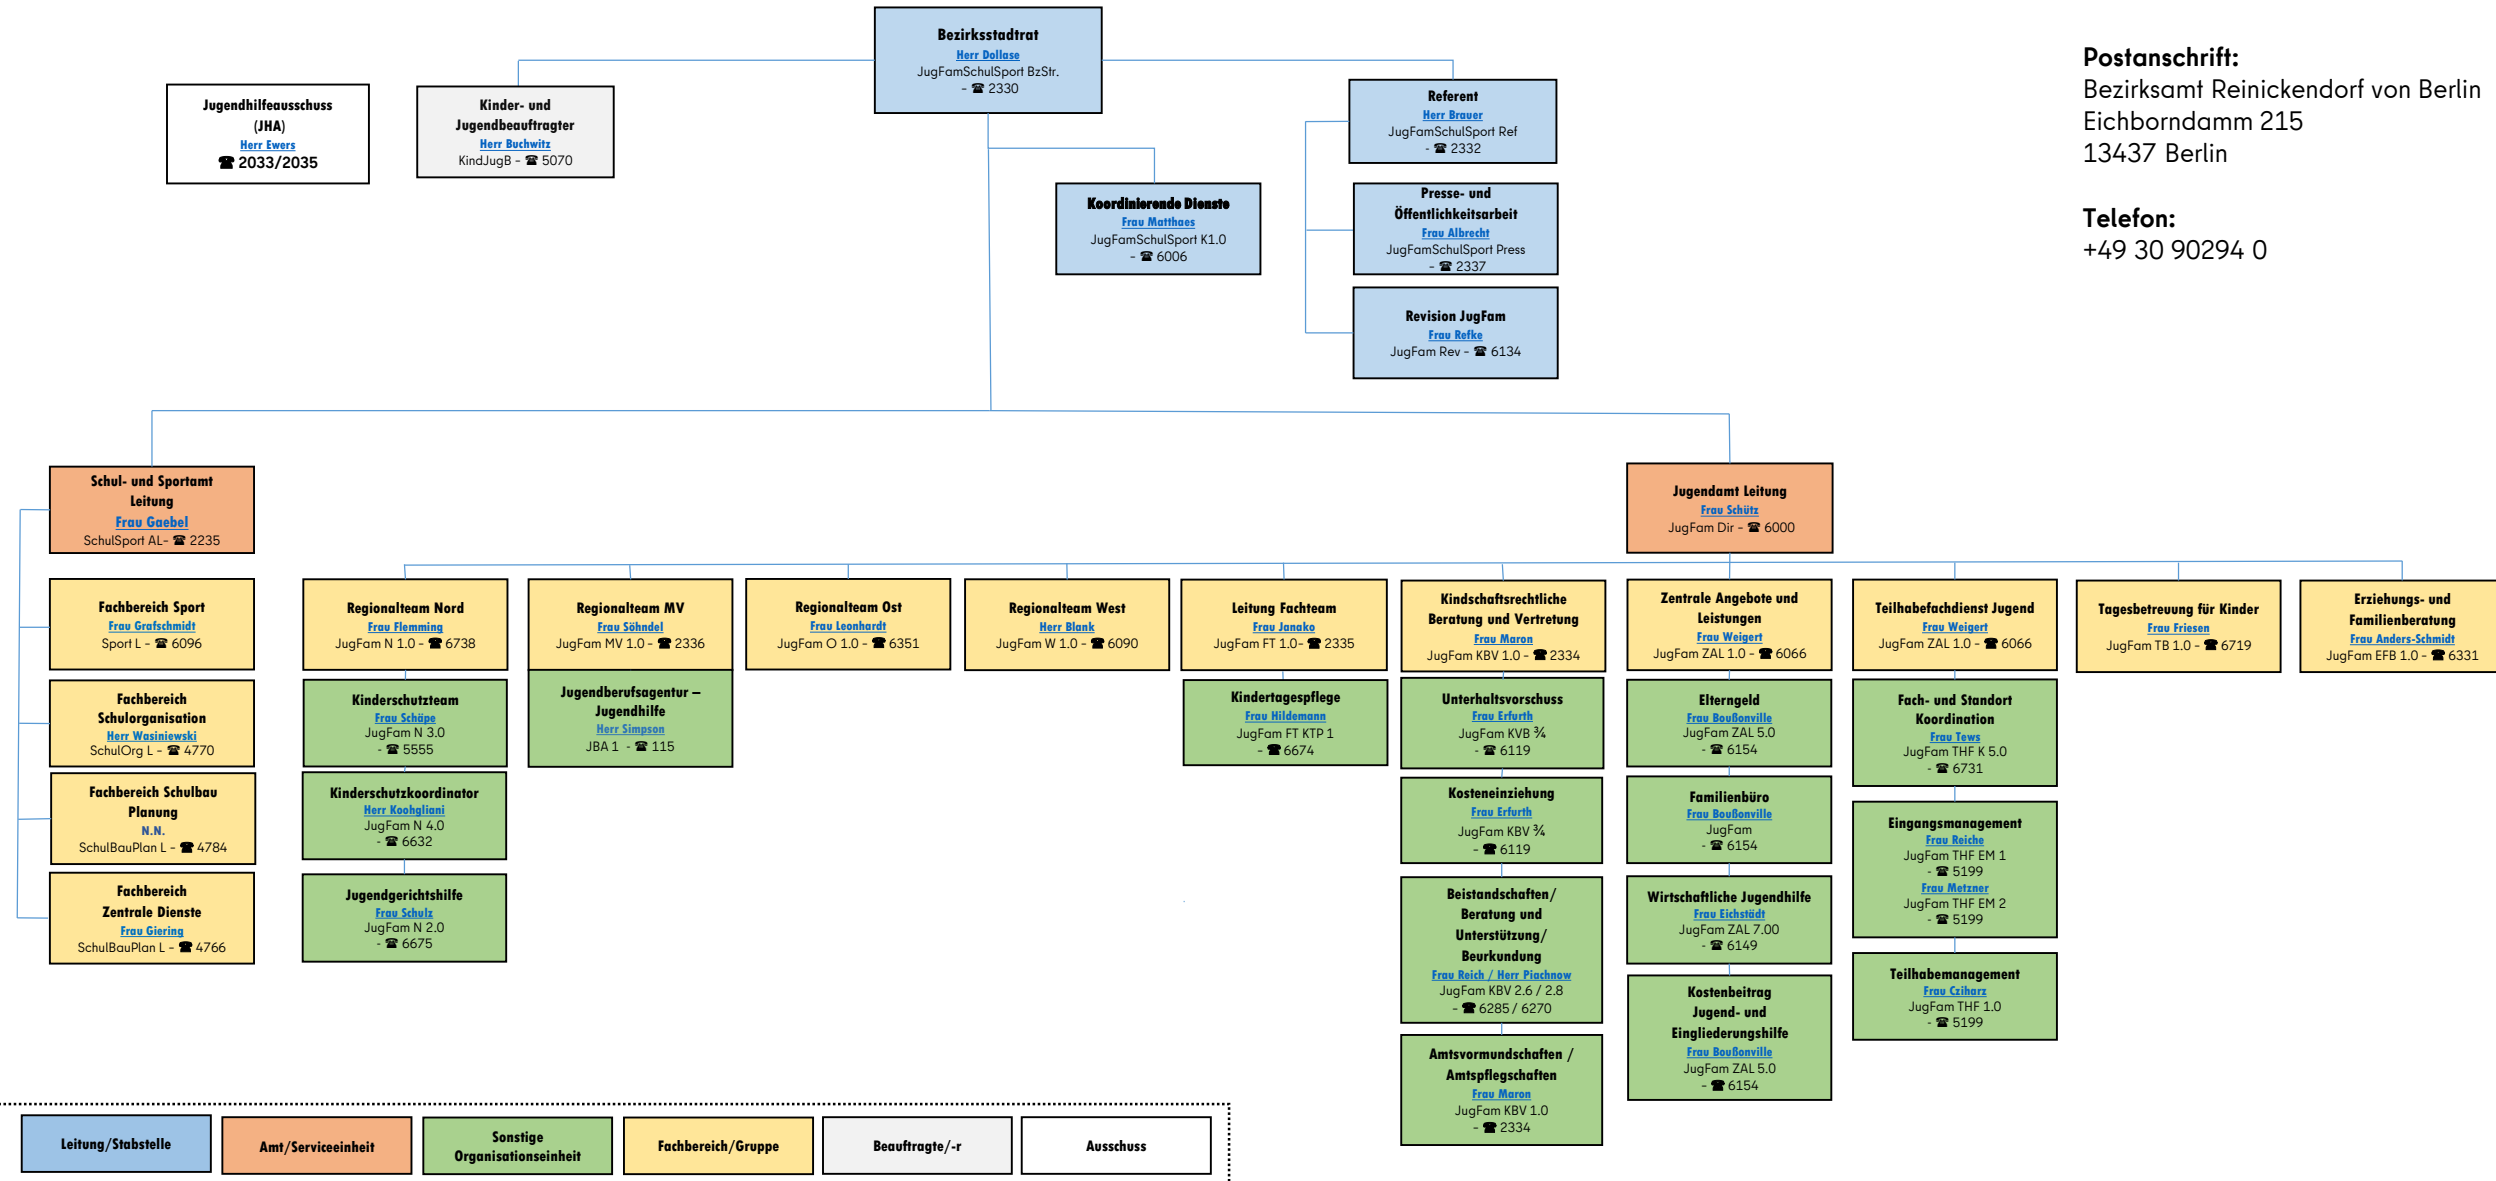 Bezirksstadtrat
Herr Dollase
JugFamSchulSport BzStr.
- ☎ 2330
Postanschrift:
Bezirksamt Reinickendorf von Berlin
Eichborndamm 215
13437 Berlin
Telefon:
+49 30 90294 0
Jugendhilfeausschuss
(JHA)
Herr Ewers
☎ 2033/2035
Kinder- und
Jugendbeauftragter
Herr Buchwitz
KindJugB - ☎ 5070
Referent
Herr Brauer
JugFamSchulSport Ref
- ☎ 2332
Koordinierende Dienste
Frau Matthaes
JugFamSchulSport K1.0
- ☎ 6006
Presse- und
Öffentlichkeitsarbeit
Frau Albrecht
JugFamSchulSport Press
- ☎ 2337
Revision JugFam
Frau Refke
JugFam Rev - ☎ 6134
Schul- und Sportamt
Leitung
Frau Gaebel
SchulSport AL- ☎ 2235
Jugendamt Leitung
Frau Schütz
JugFam Dir - ☎ 6000
Fachbereich Sport
Frau Grafschmidt
Sport L - ☎ 6096
Fachbereich
Schulorganisation
Herr Wasiniewski
SchulOrg L - ☎ 4770
Fachbereich Schulbau
Planung
N.N.
SchulBauPlan L - ☎ 4784
Fachbereich
Zentrale Dienste
Frau Giering
SchulBauPlan L - ☎ 4766
Regionalteam Nord
Frau Flemming
JugFam N 1.0 - ☎ 6738
Kinderschutzteam
Frau Schäpe
JugFam N 3.0
- ☎ 5555
Kinderschutzkoordinator
Herr Koohgliani
JugFam N 4.0
- ☎ 6632
Jugendgerichtshilfe
Frau Schulz
JugFam N 2.0
- ☎ 6675
Regionalteam MV
Frau Söhndel
JugFam MV 1.0 - ☎ 2336
Jugendberufsagentur –
Jugendhilfe
Herr Simpson
JBA 1 - ☎ 115
Regionalteam Ost
Frau Leonhardt
JugFam O 1.0 - ☎ 6351
Regionalteam West
Herr Blank
JugFam W 1.0 - ☎ 6090
Leitung Fachteam
Frau Janako
JugFam FT 1.0- ☎ 2335
Kindertagespflege
Frau Hildemann
JugFam FT KTP 1
- ☎ 6674
Kindschaftsrechtliche
Beratung und Vertretung
Frau Maron
JugFam KBV 1.0 - ☎ 2334
Unterhaltsvorschuss
Frau Erfurth
JugFam KVB ¾
- ☎ 6119
Kosteneinziehung
Frau Erfurth
JugFam KBV ¾
- ☎ 6119
Beistandschaften/
Beratung und
Unterstützung/
Beurkundung
Frau Reich / Herr Piachnow
JugFam KBV 2.6 / 2.8
- ☎ 6285 / 6270
Amtsvormundschaften /
Amtspflegschaften
Frau Maron
JugFam KBV 1.0
- ☎ 2334
Zentrale Angebote und
Leistungen
Frau Weigert
JugFam ZAL 1.0 - ☎ 6066
Elterngeld
Frau Boußonville
JugFam ZAL 5.0
- ☎ 6154
Familienbüro
Frau Boußonville
JugFam
- ☎ 6154
Wirtschaftliche Jugendhilfe
Frau Eichstädt
JugFam ZAL 7.00
- ☎ 6149
Kostenbeitrag
Jugend- und
Eingliederungshilfe
Frau Boußonville
JugFam ZAL 5.0
- ☎ 6154
Teilhabefachdienst Jugend
Frau Weigert
JugFam ZAL 1.0 - ☎ 6066
Fach- und Standort
Koordination
Frau Tews
JugFam THF K 5.0
- ☎ 6731
Eingangsmanagement
Frau Reiche
JugFam THF EM 1
- ☎ 5199
Frau Metzner
JugFam THF EM 2
- ☎ 5199
Teilhabemanagement
Frau Cziharz
JugFam THF 1.0
- ☎ 5199
Tagesbetreuung für Kinder
Frau Friesen
JugFam TB 1.0 - ☎ 6719
Erziehungs- und
Familienberatung
Frau Anders-Schmidt
JugFam EFB 1.0 - ☎ 6331
Leitung/Stabstelle
Amt/Serviceeinheit
Sonstige
Organisationseinheit
Fachbereich/Gruppe
Beauftragte/-r
Ausschuss